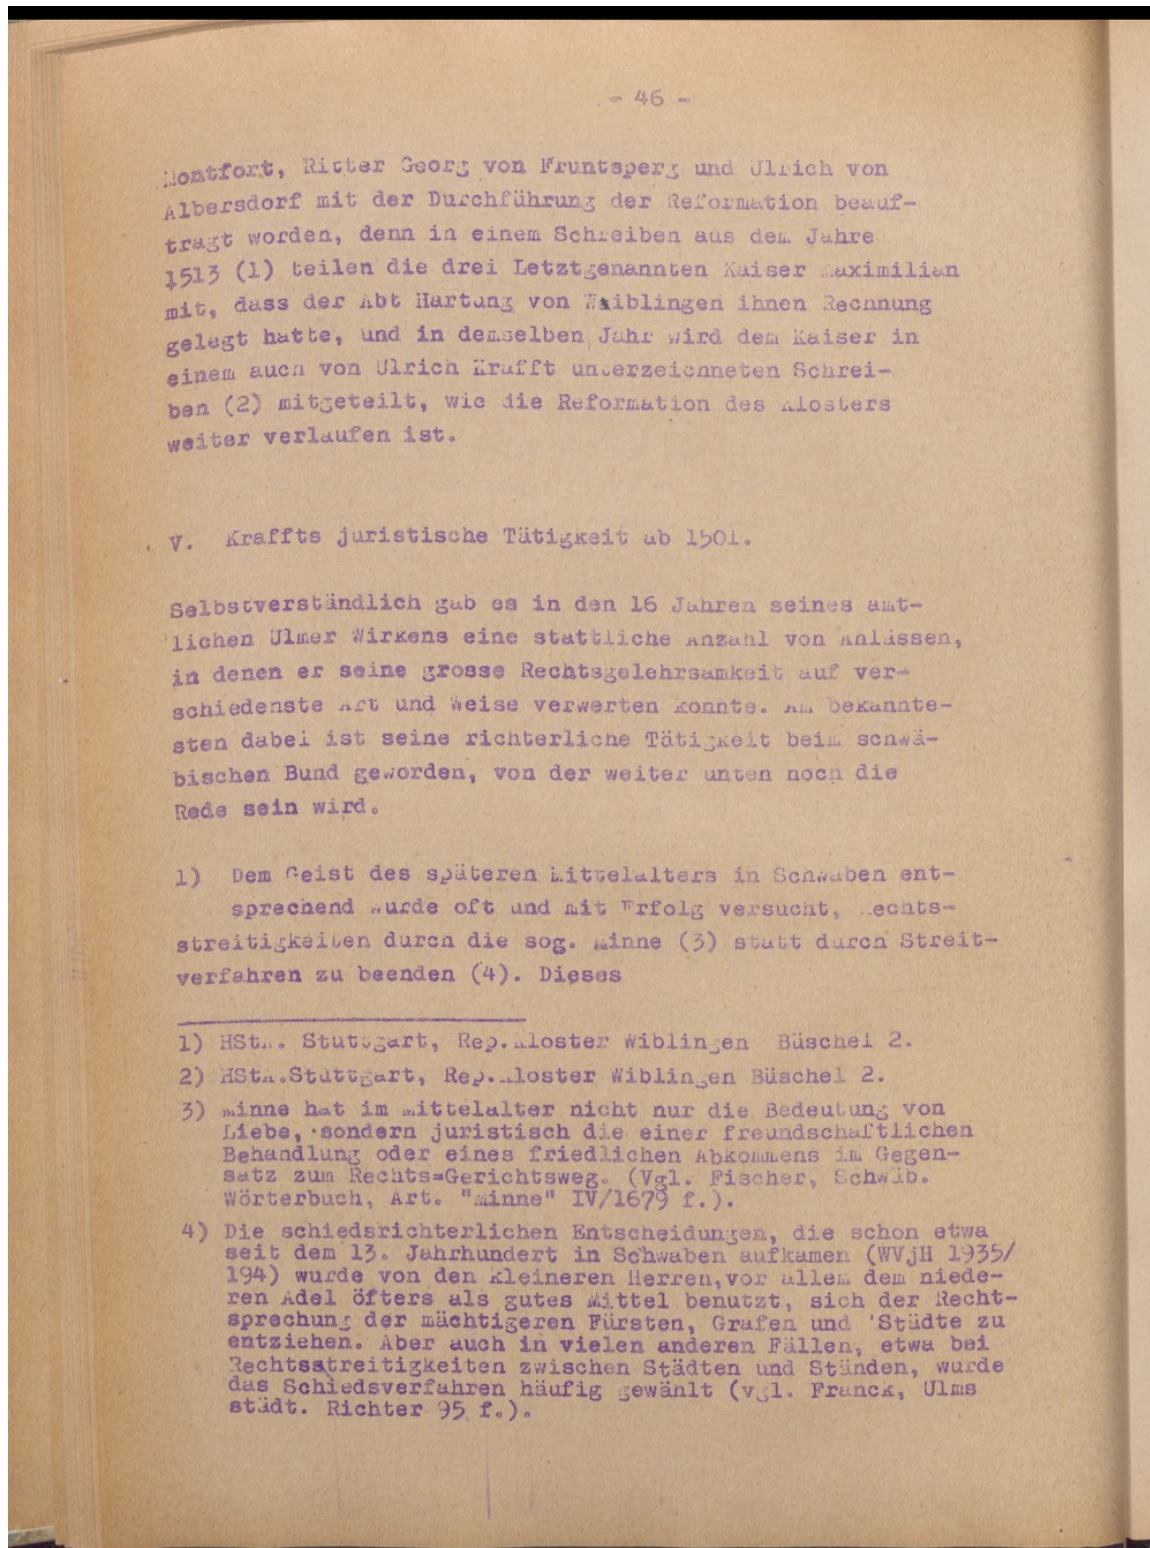 - 46 -
Montfort, Ritter Georg von Fruntsperg und Ulrich von
Albersdorf mit der Durchführung der Reformation beauf-
tragt worden, denn in einem Schreiben aus dem Jahre
1513 (1) teilen die drei Letztgenannten Kaiser Maximilian
mit, dass der Abt Hartung von Waiblingen ihnen Rechnung
gelegt hatte, und in demselben Jahr wird dem Kaiser in
einem auch von Ulrich Krafft unterzeichneten Schrei-
ben (2) mitgeteilt, wie die Reformation des Klosters
weiter verlaufen ist.
V. Kraffts juristische Tätigkeit ab 1501.
Selbstverständlich gab es in den 16 Jahren seines amt-
lichen Ulmer Wirkens eine stattliche Anzahl von Anlässen,
in denen er seine grosse Rechtsgelehrsamkeit auf ver-
schiedenste Art und Weise verwerten konnte. Am bekannte-
sten dabei ist seine richterliche Tätigkeit beim schwä-
bischen Bund geworden, von der weiter unten noch die
Rede sein wird.
1) Dem Geist des späteren Mittelalters in Schwaben ent-
sprechend wurde oft und mit Erfolg versucht, Rechts-
streitigkeiten durch die sog. Minne (3) statt durch Streit-
verfahren zu beenden (4). Dieses
1) HStA. Stuttgart, Rep.Kloster Wiblingen Büschel 2.
2) HStA.Stuttgart, Rep.Kloster Wiblingen Büschel 2.
3) Minne hat im Mittelalter nicht nur die Bedeutung von
Liebe, sondern juristisch die einer freundschaftlichen
Behandlung oder eines friedlichen Abkommens im Gegen-
satz zum Rechts=Gerichtsweg. (Vgl. Fischer, Schwäb.
Wörterbuch, Art. "Minne" IV/1679 f.).
4) Die schiedsrichterlichen Entscheidungen, die schon etwa
seit dem 13. Jahrhundert in Schwaben aufkamen (WVjH 1935/
194) wurde von den kleineren Herren,vor allem dem niede-
ren Adel öfters als gutes Mittel benutzt, sich der Recht-
sprechung der mächtigeren Fürsten, Grafen und 'Städte zu
entziehen. Aber auch in vielen anderen Fällen, etwa bei
Rechtsstreitigkeiten zwischen Städten und Ständen, wurde
das Schiedsverfahren häufig gewählt (vgl. Franck, Ulms
städt. Richter 95 f.).